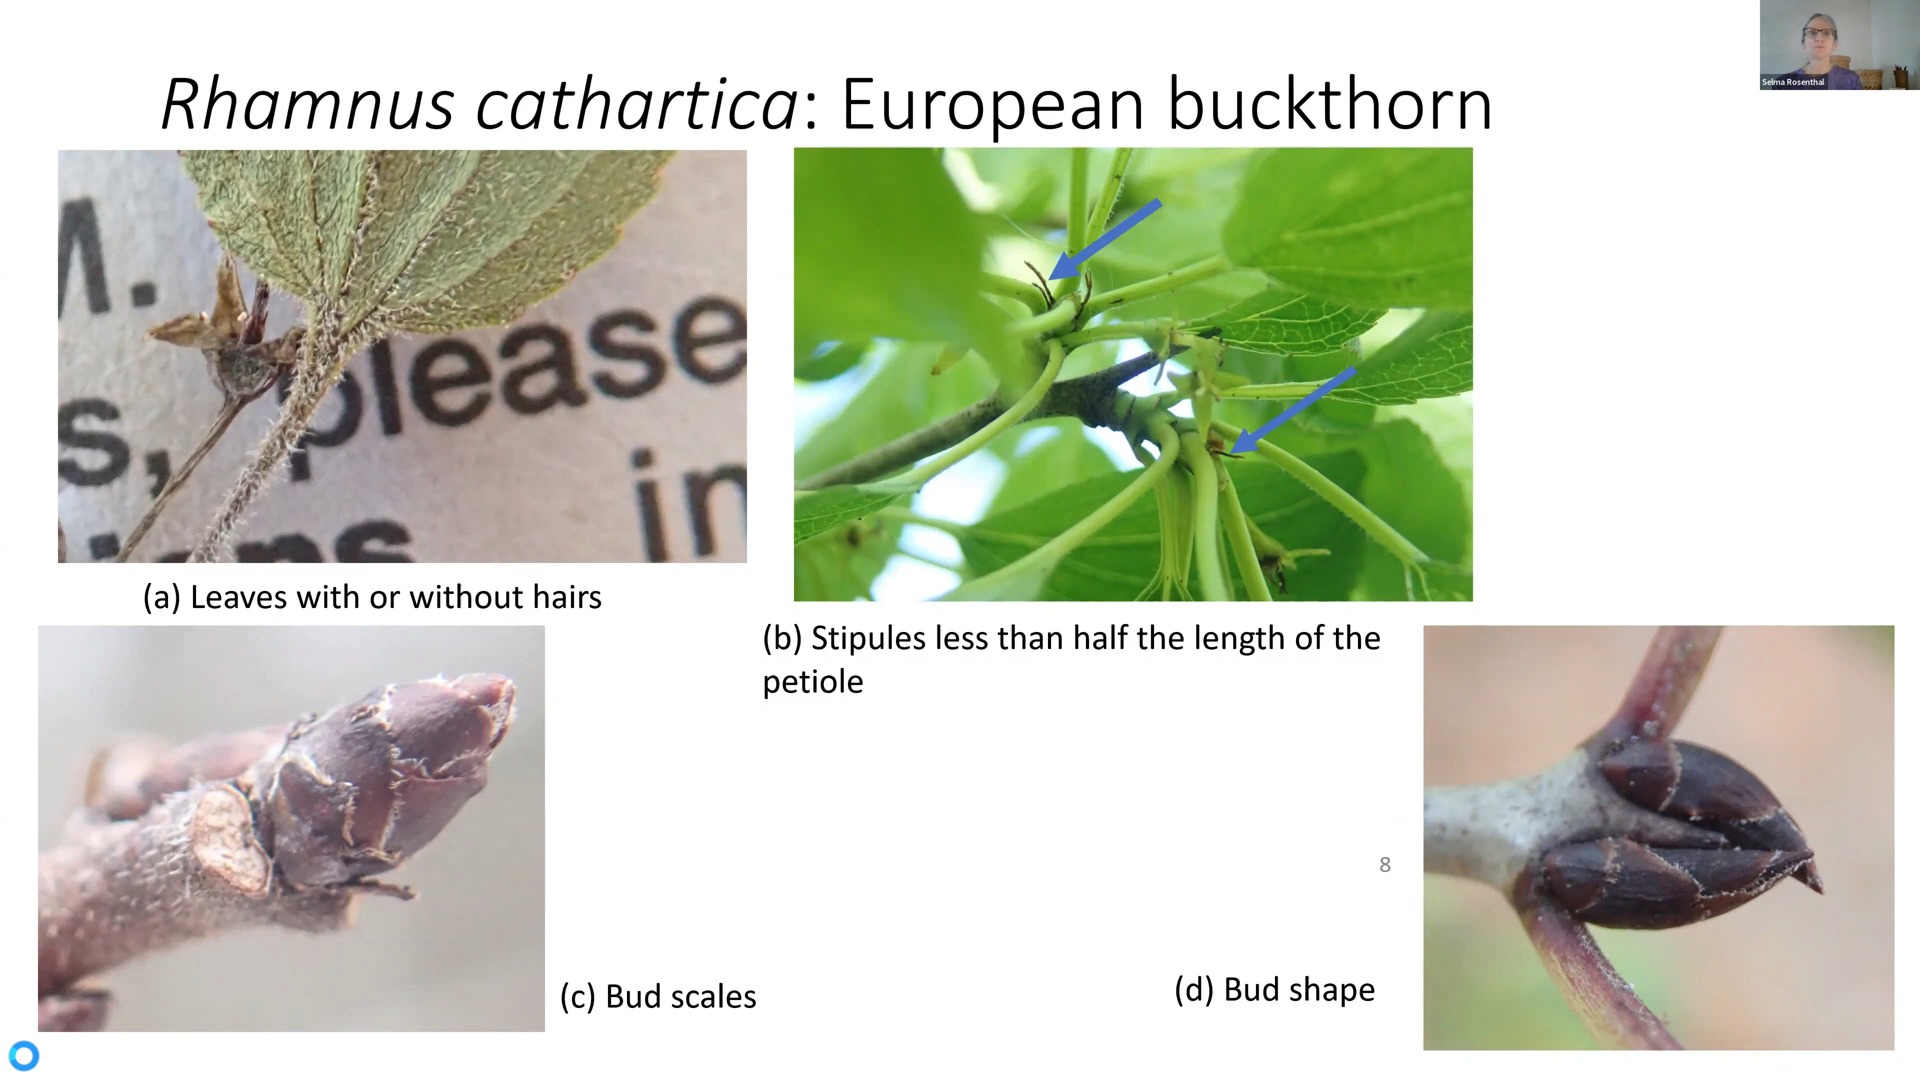 Selma Rosenthal
Rhamnus cathartica: European buckthorn
M.
please
s,
in
(a) Leaves with or without hairs
(b) Stipules less than half the length of the
petiole
8
(c) Bud scales
(d) Bud shape